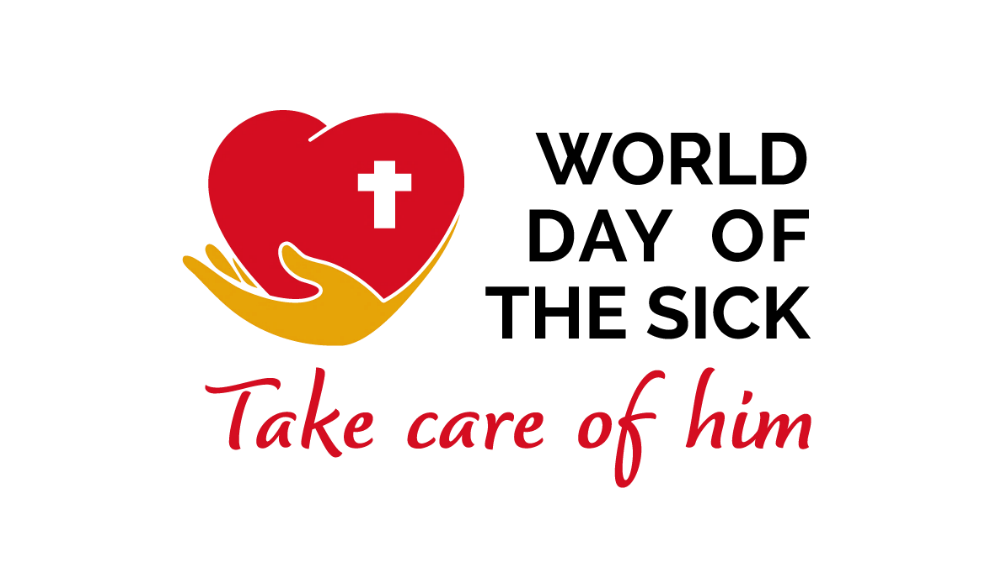 WORLD
DAY OF
THE SICK
Take care of him